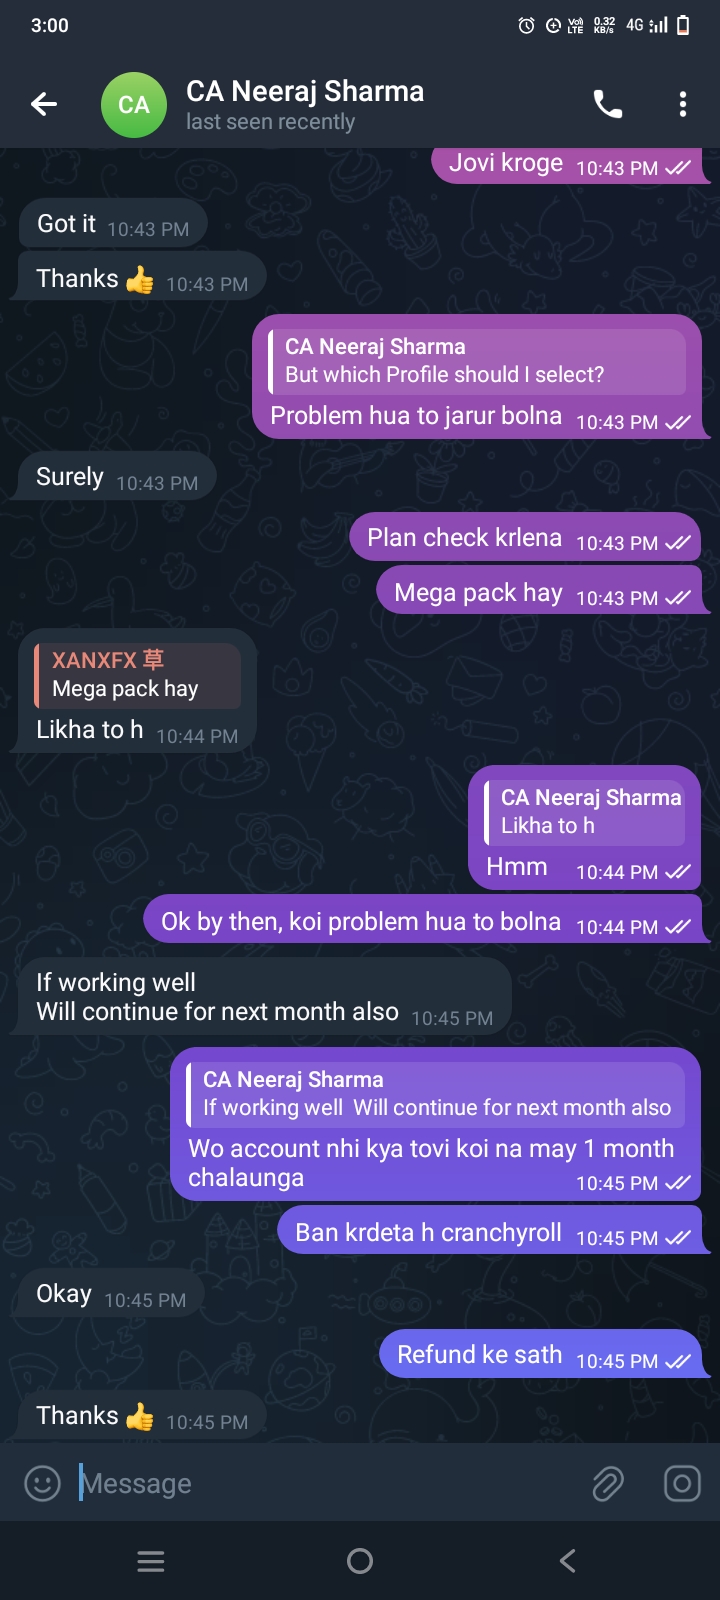 3:00
Vo)
LTE
0.32
KB/s
4G
CA
CA Neeraj Sharma
last seen recently
Jovi kroge 10:43 PM
Got it 10:43 PM
Thanks 👍 10:43 PM
CA Neeraj Sharma
But which Profile should I select?
Problem hua to jarur bolna 10:43 PM
Surely 10:43 PM
Plan check krlena 10:43 PM
Mega pack hay 10:43 PM
XANXFX 草
Mega pack hay
Likha to h 10:44 PM
CA Neeraj Sharma
Likha to h
Hmm 10:44 PM
Ok by then, koi problem hua to bolna 10:44 PM
If working well
Will continue for next month also 10:45 PM
CA Neeraj Sharma
If working well Will continue for next month also
Wo account nhi kya tovi koi na may 1 month
chalaunga 10:45 PM
Ban krdeta h cranchyroll 10:45 PM
Okay 10:45 PM
Refund ke sath 10:45 PM
Thanks 👍 10:45 PM
Message